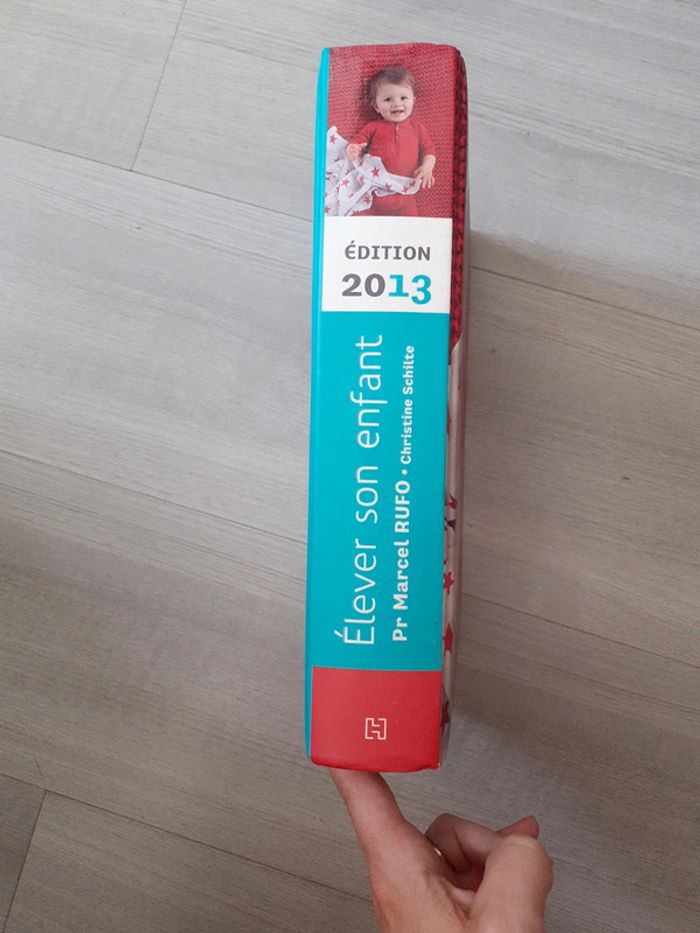 ÉDITION
2013
Élever son enfant
Pr Marcel RUFO • Christine Schilte